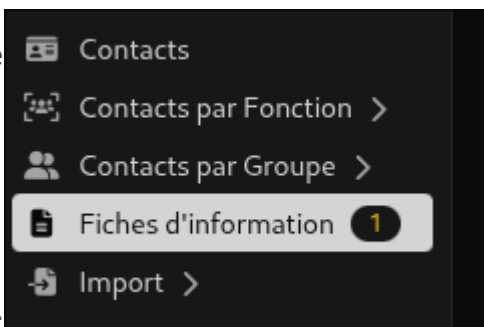 Contacts
Contacts par Fonction
Contacts par Groupe
Fiches d'information 1
Import